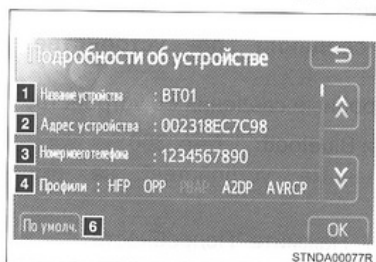 Подробности об устройстве
1 Название устройства : BT01
2 Адрес устройства : 002318EC7C98
3 Номер моего телефона : 1234567890
4 Профили : HFP OPP PBAP A2DP AVRCP
По умолч. 6 OK
STNDA00077R